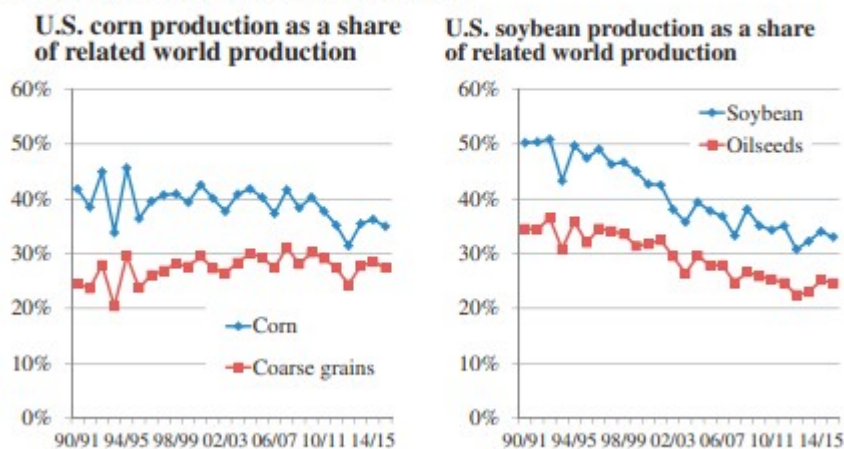 U.S. corn production as a share
of related world production
60%
50%
40%
30%
20%
10%
0%
Corn
Coarse grains
90/91 94/95 98/99 02/03 06/07 10/11 14/15
U.S. soybean production as a share
of related world production
60%
50%
40%
30%
20%
10%
0%
Soybean
Oilseeds
90/91 94/95 98/99 02/03 06/07 10/11 14/15